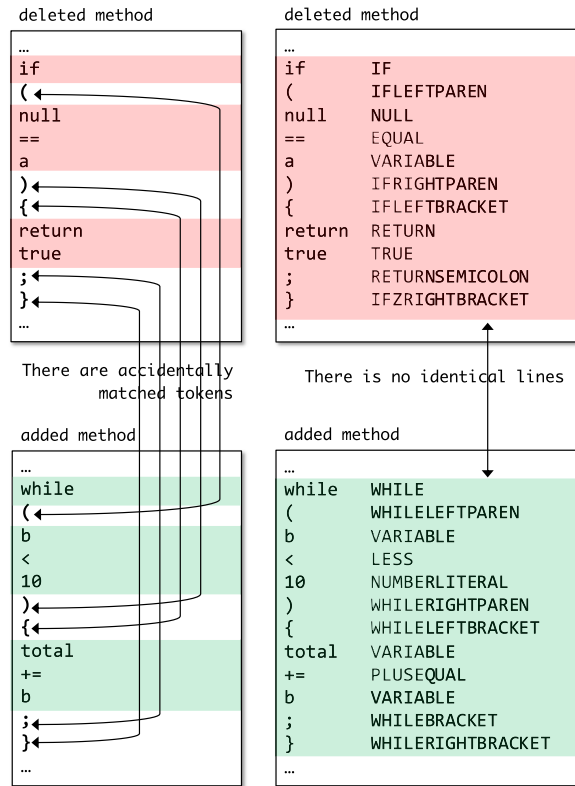 deleted method
…
if
(
null
==
a
)
{
return
true
;
}
…
deleted method
…
if IF
( IFLEFTPAREN
null NULL
== EQUAL
a VARIABLE
) IFRIGHTPAREN
{ IFLEFTBRACKET
return RETURN
true TRUE
; RETURNSEMICOLON
} IFZRIGHTBRACKET
…
There are accidentally
matched tokens
There is no identical lines
added method
…
while
(
b
<
10
)
{
total
+=
b
;
}
…
added method
…
while WHILE
( WHILELEFTPAREN
b VARIABLE
< LESS
10 NUMBERLITERAL
) WHILERIGHTPAREN
{ WHILELEFTBRACKET
total VARIABLE
+= PLUSEQUAL
b VARIABLE
; WHILEBRACKET
} WHILERIGHTBRACKET
…